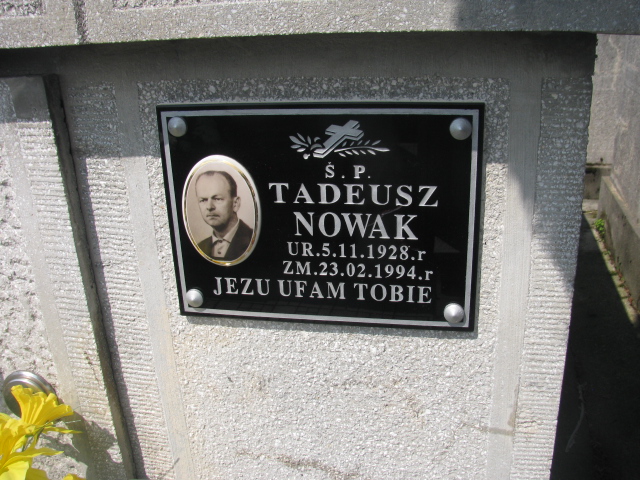 Ś. P.
TADEUSZ
NOWAK
UR.5.11.1928.r
ZM.23.02.1994.r
JEZU UFAM TOBIE